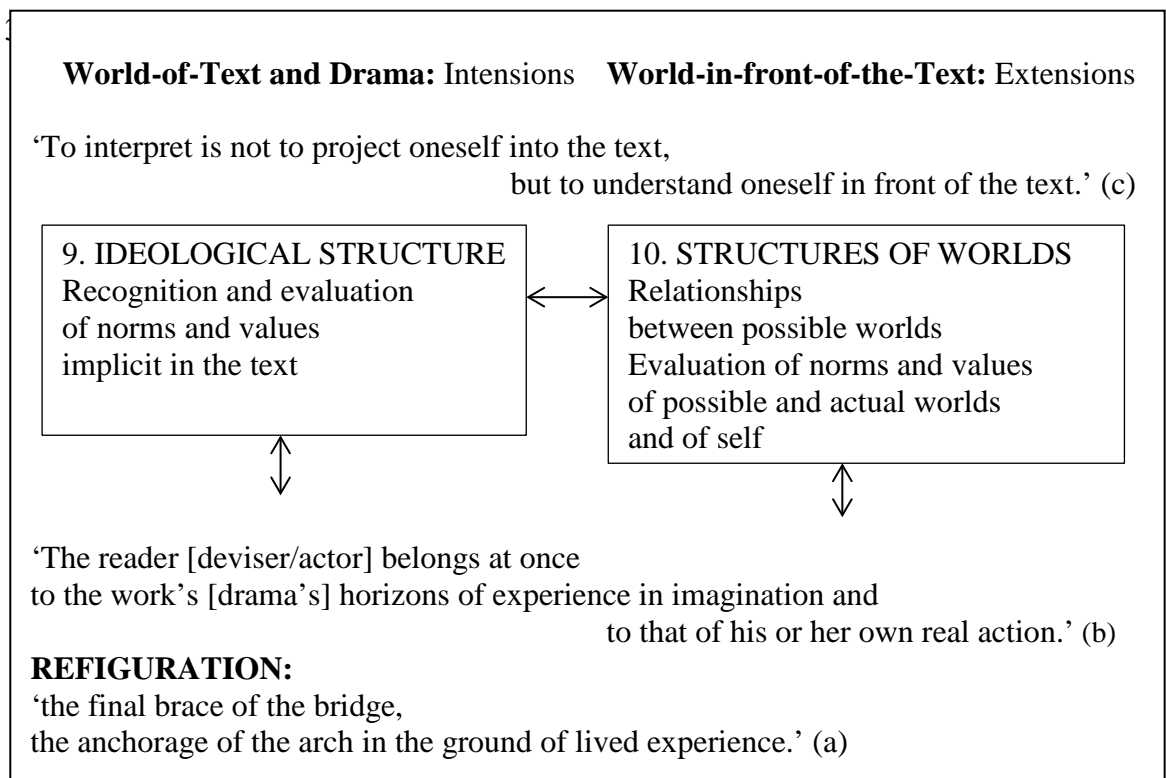 World-of-Text and Drama: Intensions World-in-front-of-the-Text: Extensions
‘To interpret is not to project oneself into the text,
but to understand oneself in front of the text.’ (c)
9. IDEOLOGICAL STRUCTURE
Recognition and evaluation
of norms and values
implicit in the text
10. STRUCTURES OF WORLDS
Relationships
between possible worlds
Evaluation of norms and values
of possible and actual worlds
and of self
‘The reader [deviser/actor] belongs at once
to the work’s [drama’s] horizons of experience in imagination and
to that of his or her own real action.’ (b)
REFIGURATION:
‘the final brace of the bridge,
the anchorage of the arch in the ground of lived experience.’ (a)